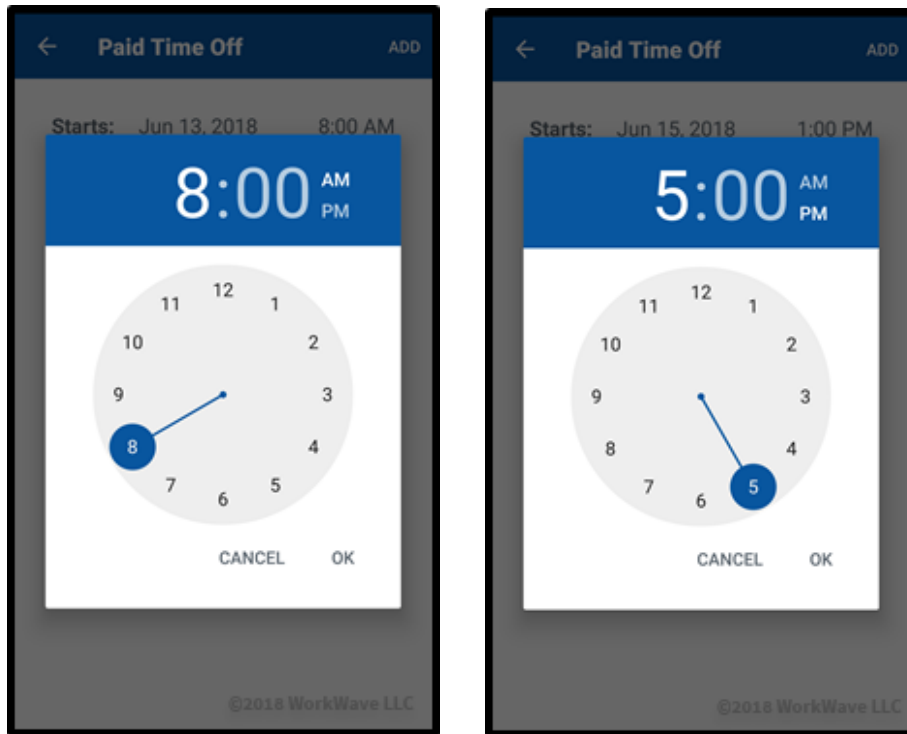 Paid Time Off ADD
Starts: Jun 13, 2018 8:00 AM
8:00 AM
PM
12
11 1
10 2
9 3
8 4
7 5
6
CANCEL OK
©2018 WorkWave LLC
Paid Time Off ADD
Starts: Jun 15, 2018 1:00 PM
5:00 AM
PM
12
11 1
10 2
9 3
8 4
7 5
6
CANCEL OK
©2018 WorkWave LLC